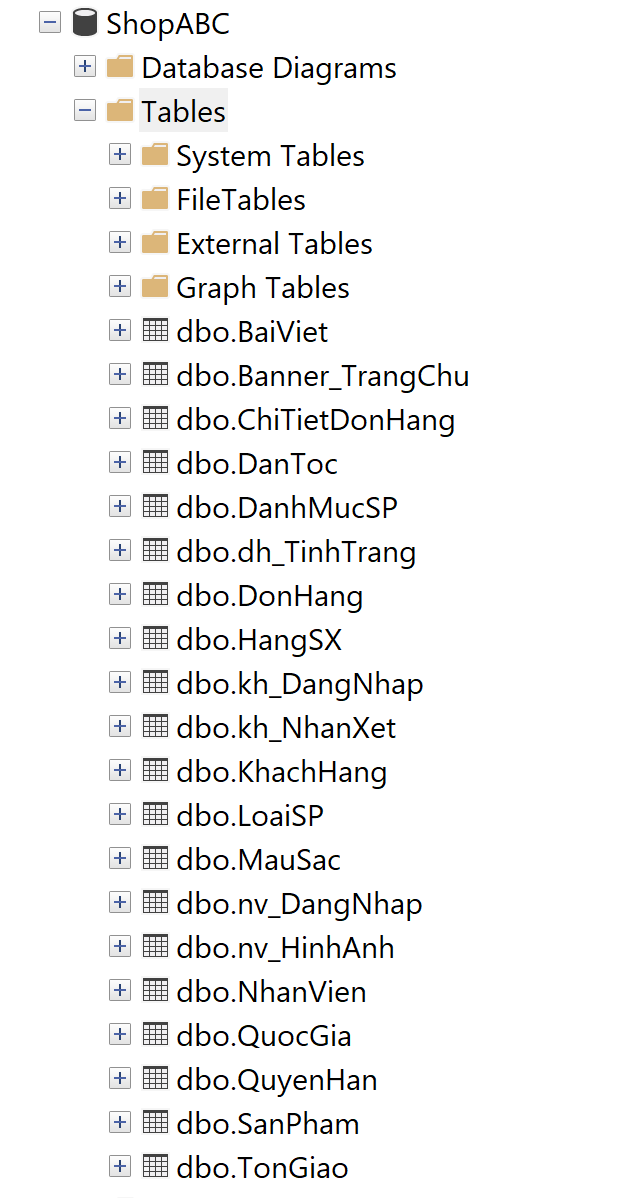 ShopABC
Database Diagrams
Tables
System Tables
FileTables
External Tables
Graph Tables
dbo.BaiViet
dbo.Banner_TrangChu
dbo.ChiTietDonHang
dbo.DanToc
dbo.DanhMucSP
dbo.dh_TinhTrang
dbo.DonHang
dbo.HangSX
dbo.kh_DangNhap
dbo.kh_NhanXet
dbo.KhachHang
dbo.LoaiSP
dbo.MauSac
dbo.nv_DangNhap
dbo.nv_HinhAnh
dbo.NhanVien
dbo.QuocGia
dbo.QuyenHan
dbo.SanPham
dbo.TonGiao